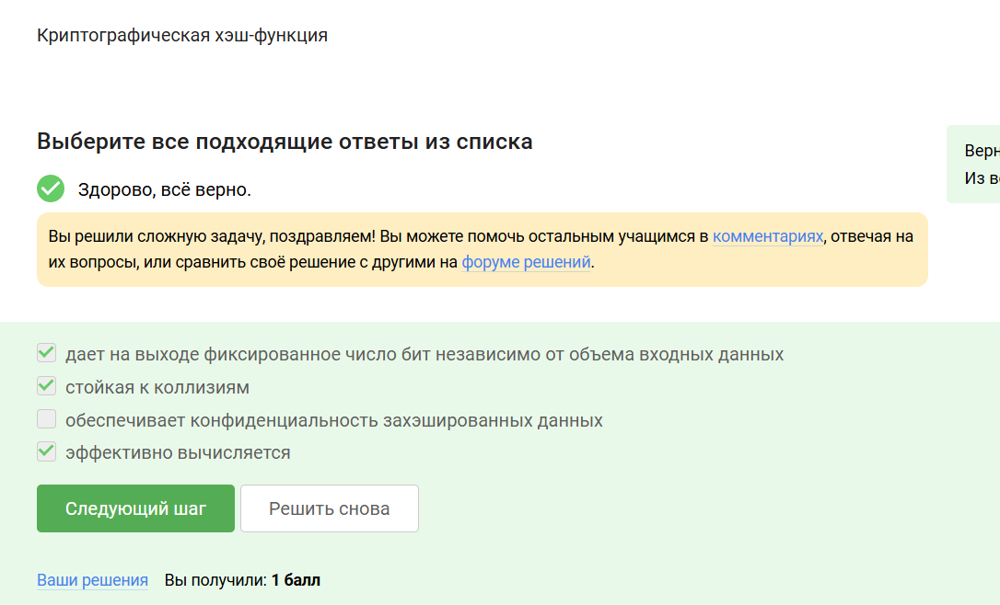 Криптографическая хэш-функция
Выберите все подходящие ответы из списка
Здорово, всё верно.
Вы решили сложную задачу, поздравляем! Вы можете помочь остальным учащимся в комментариях, отвечая на
их вопросы, или сравнить своё решение с другими на форуме решений.
Из
дает на выходе фиксированное число бит независимо от объема входных данных
стойкая к коллизиям
обеспечивает конфиденциальность захэшированных данных
эффективно вычисляется
Следующий шаг Решить снова
Ваши решения Вы получили: 1 балл